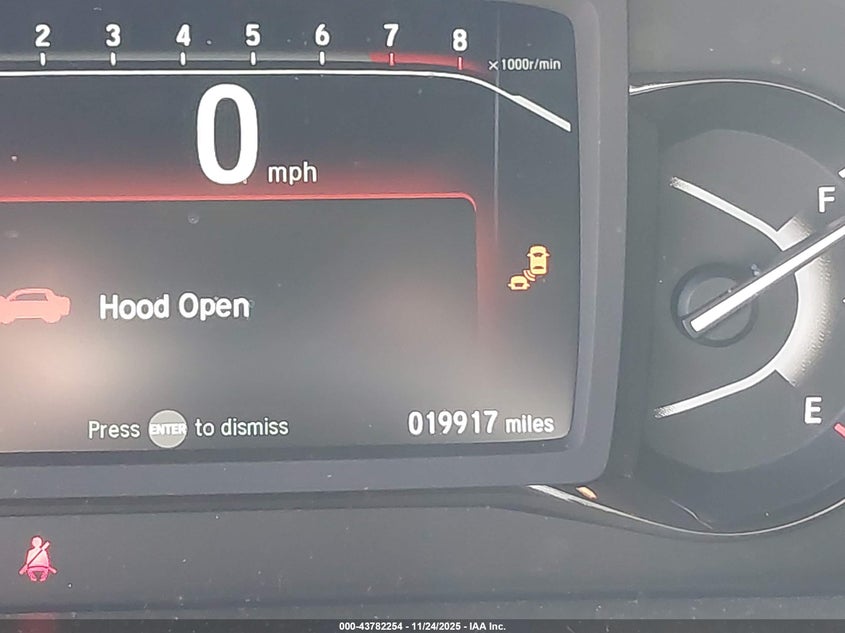 2 3 4 5 6 7 8
×1000r/min
0 mph
F
Hood Open
E
Press ENTER to dismiss
019917 miles
000-43782254 - 11/24/2025 - IAA Inc.